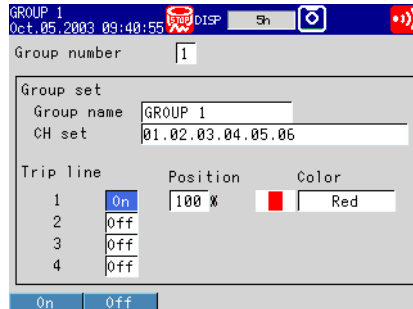 GROUP 1
Oct.05.2003 09:40:55 STOP DISP 5h
Group number 1
Group set
Group name GROUP 1
CH set 01.02.03.04.05.06
Trip line Position Color
1 On 100 % Red
2 Off
3 Off
4 Off
On Off